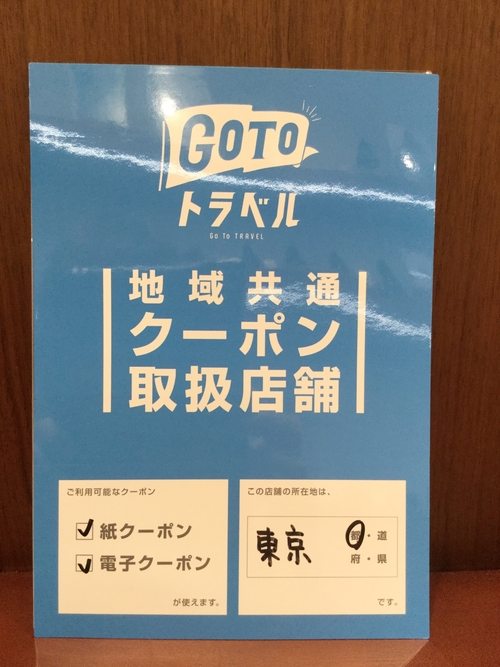 GOTO
トラベル
Go To TRAVEL
地域共通
クーポン
取扱店舗
ご利用可能なクーポン
紙クーポン
電子クーポン
が使えます。
この店舗の所在地は、
東京 都・道
府・県
です。